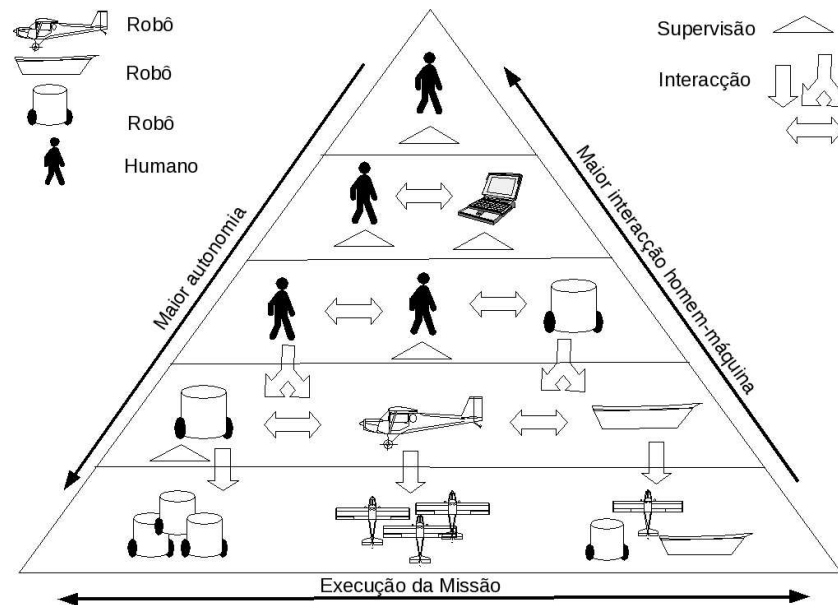 Robô
Robô
Robô
Humano
Supervisão
Interacção
Maior autonomia
Maior interacção homem-máquina
Execução da Missão